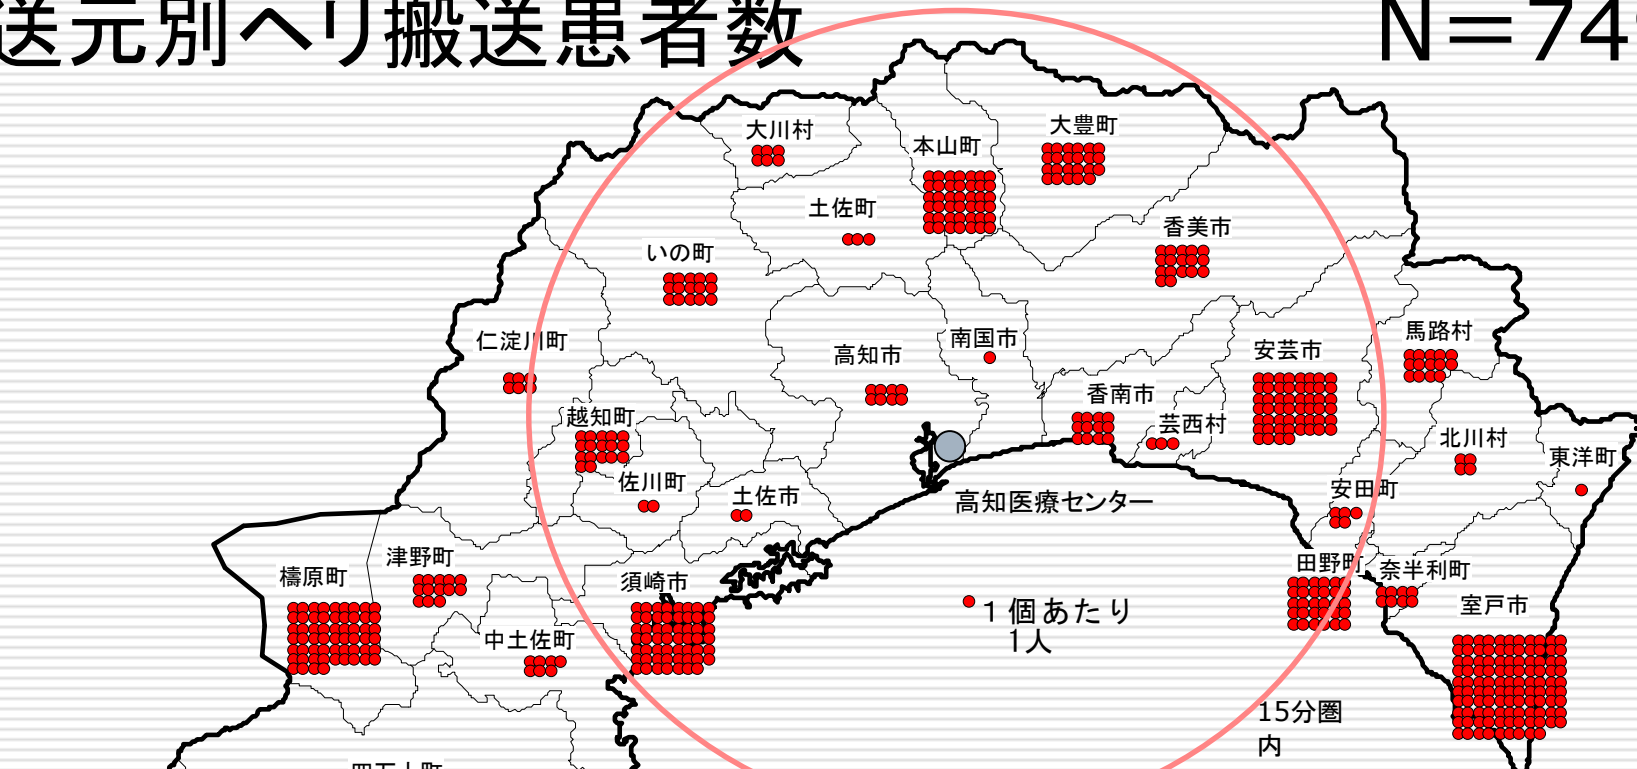 送元別ヘリ搬送患者数
N＝74
大川村
本山町
大豊町
土佐町
香美市
いの町
仁淀川町
高知市
南国市
安芸市
馬路村
越知町
香南市
芸西村
北川村
東洋町
佐川町
土佐市
高知医療センター
安田町
津野町
檮原町
須崎市
田野町
奈半利町
室戸市
中土佐町
１個あたり
1人
15分圏
内